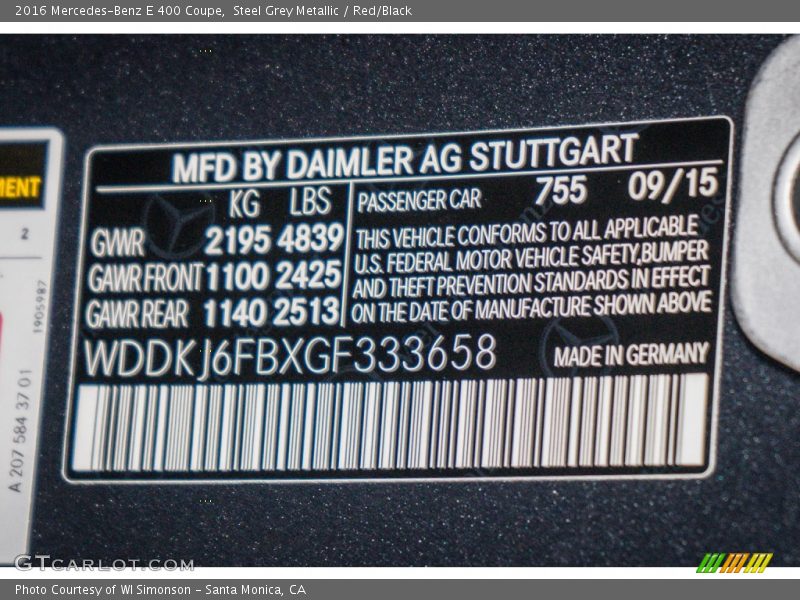 2016 Mercedes-Benz E 400 Coupe,  Steel Grey Metallic / Red/Black
MENT
2
1905987
A 207 584 37 01
MFD BY DAIMLER AG STUTTGART
KG LBS
GWR 2195 4839
GAWR FRONT 1100 2425
GAWR REAR 1140 2513
PASSENGER CAR 755 09/15
THIS VEHICLE CONFORMS TO ALL APPLICABLE
U.S. FEDERAL MOTOR VEHICLE SAFETY,BUMPER
AND THEFT PREVENTION STANDARDS IN EFFECT
ON THE DATE OF MANUFACTURE SHOWN ABOVE
WDDKJ6FBXGF333658
MADE IN GERMANY
GTcarlot.com
Photo Courtesy of WI Simonson - Santa Monica, CA